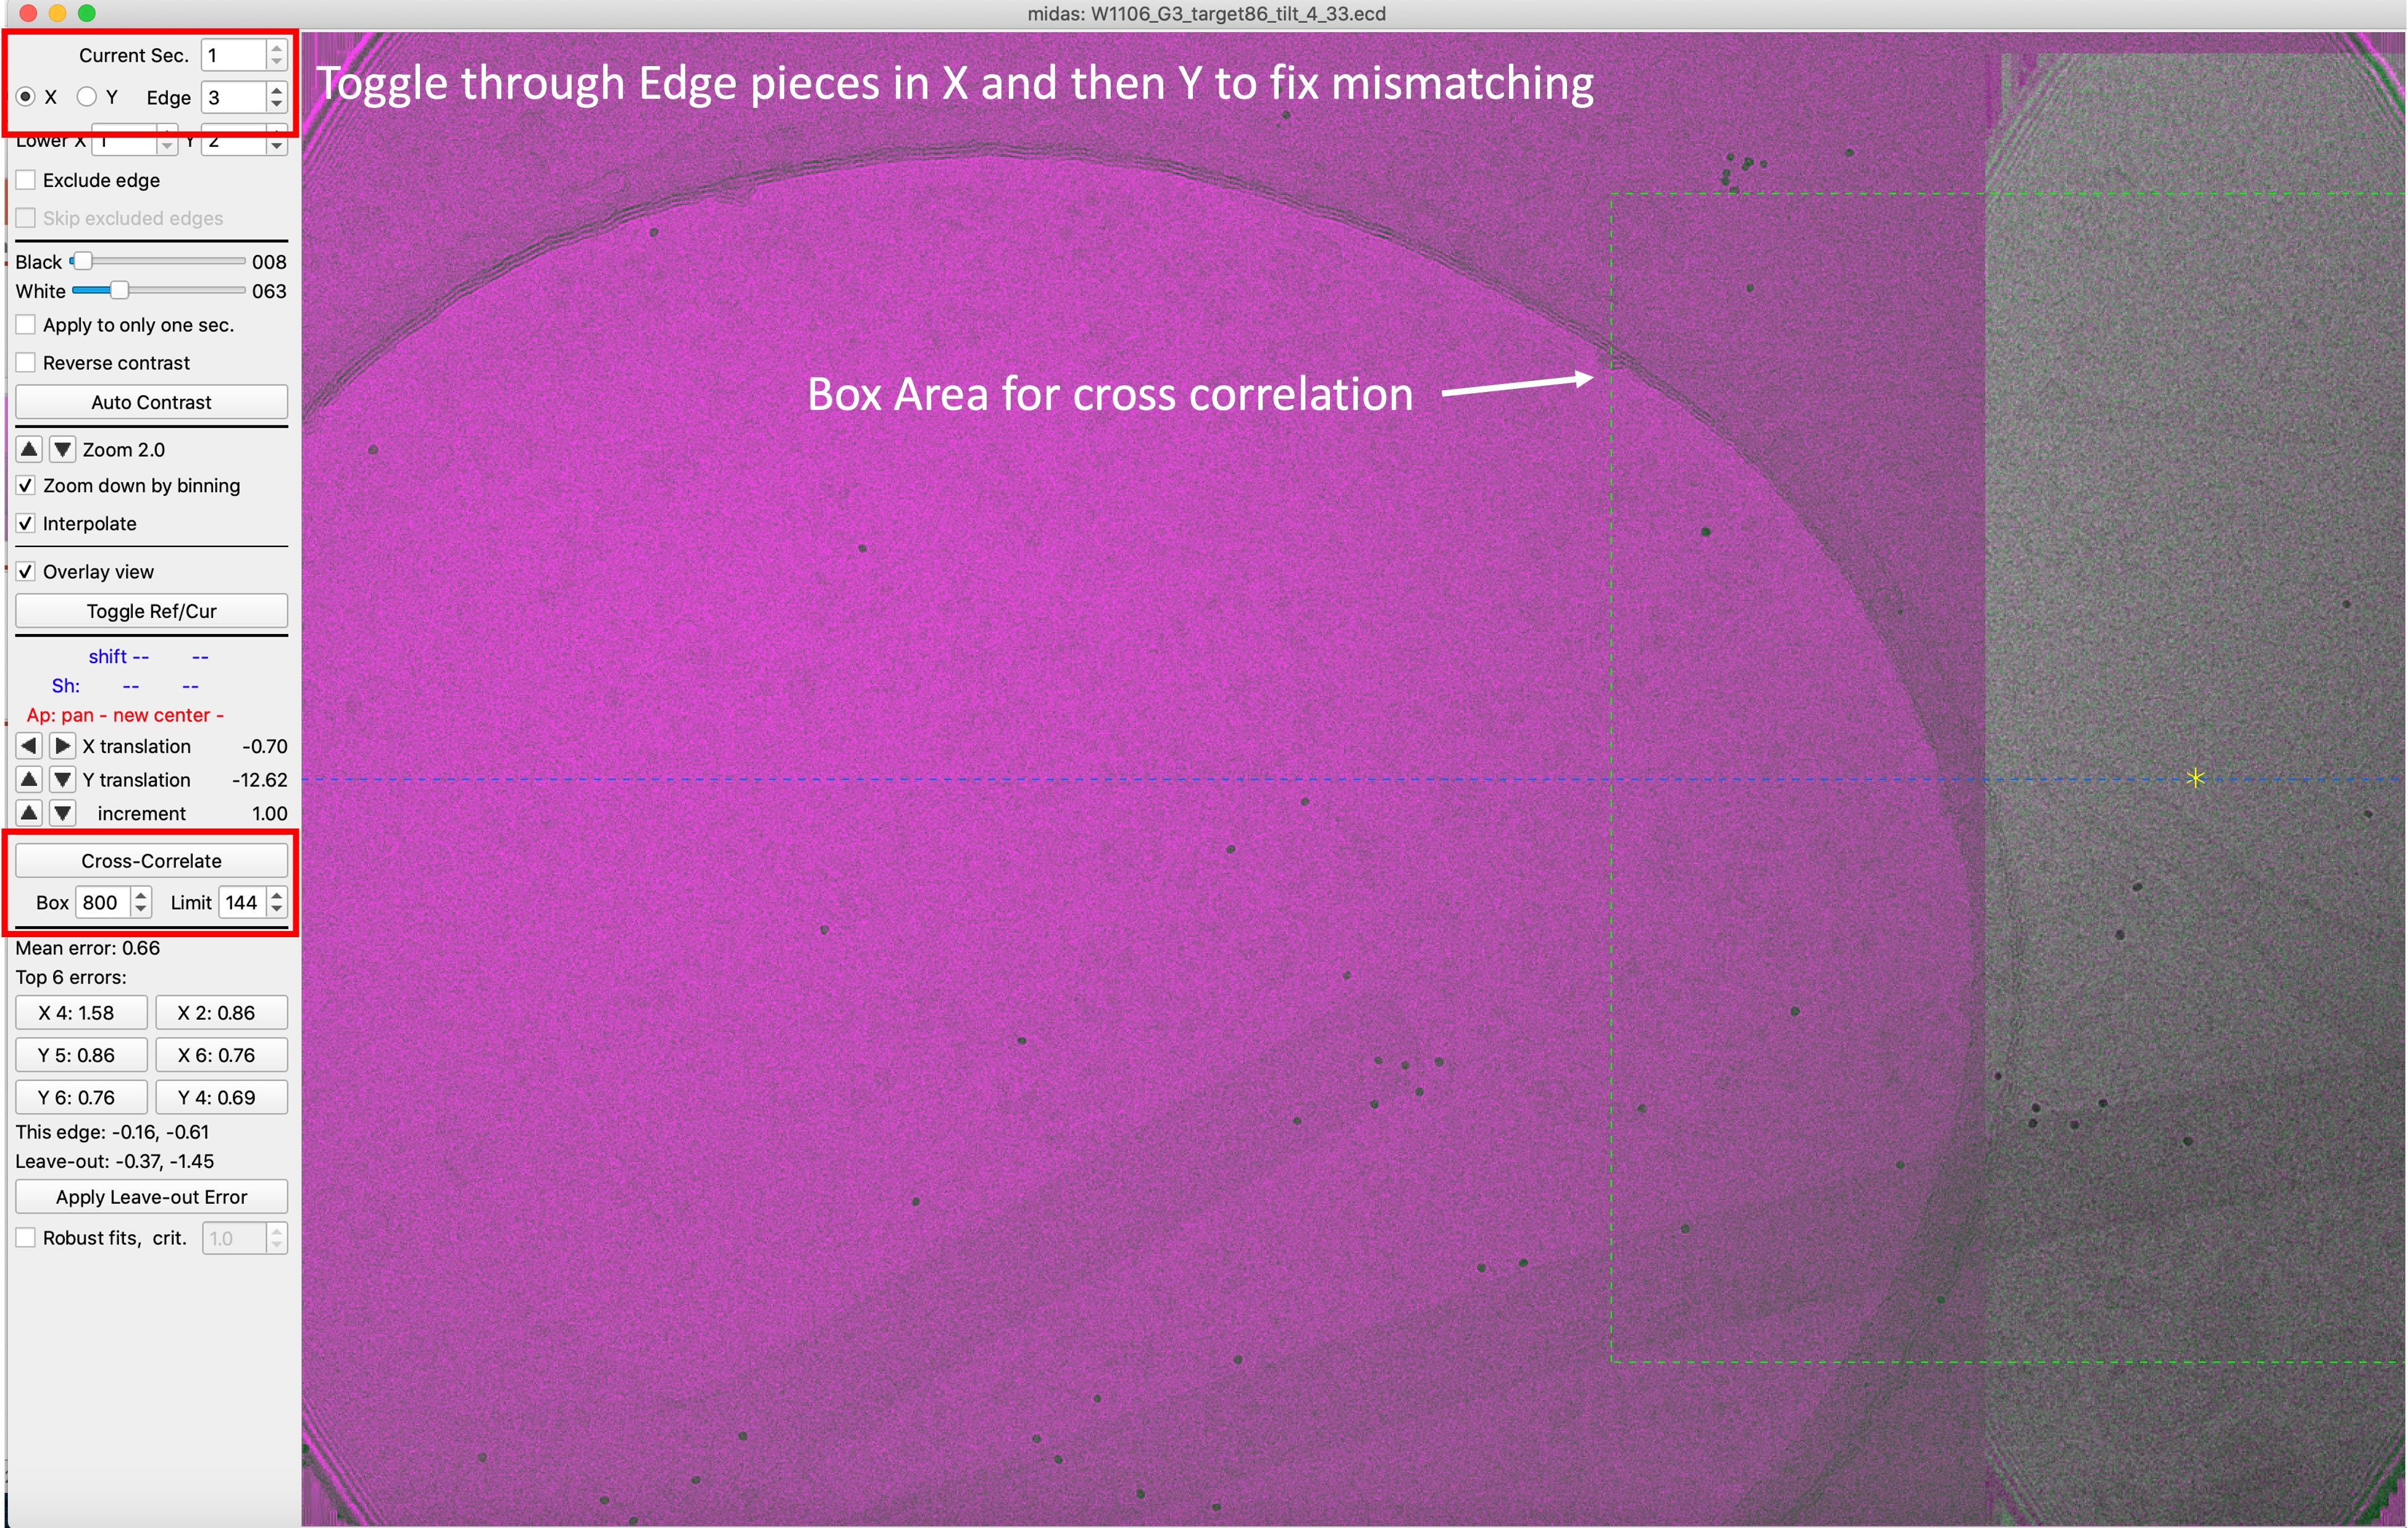 midas: W1106_G3_target86_tilt_4_33.ecd
Current Sec. 1
X Y Edge 3
Lower X 1 Y 2
Exclude edge
Skip excluded edges
Black 008
White 063
Apply to only one sec.
Reverse contrast
Auto Contrast
Zoom 2.0
Zoom down by binning
Interpolate
Overlay view
Toggle Ref/Cur
shift -- --
Sh: -- --
Ap: pan - new center -
X translation -0.70
Y translation -12.62
increment 1.00
Cross-Correlate
Box 800 Limit 144
Mean error: 0.66
Top 6 errors:
X 4: 1.58 X 2: 0.86
Y 5: 0.86 X 6: 0.76
Y 6: 0.76 Y 4: 0.69
This edge: -0.16, -0.61
Leave-out: -0.37, -1.45
Apply Leave-out Error
Robust fits, crit. 1.0
Toggle through Edge pieces in X and then Y to fix mismatching
Box Area for cross correlation